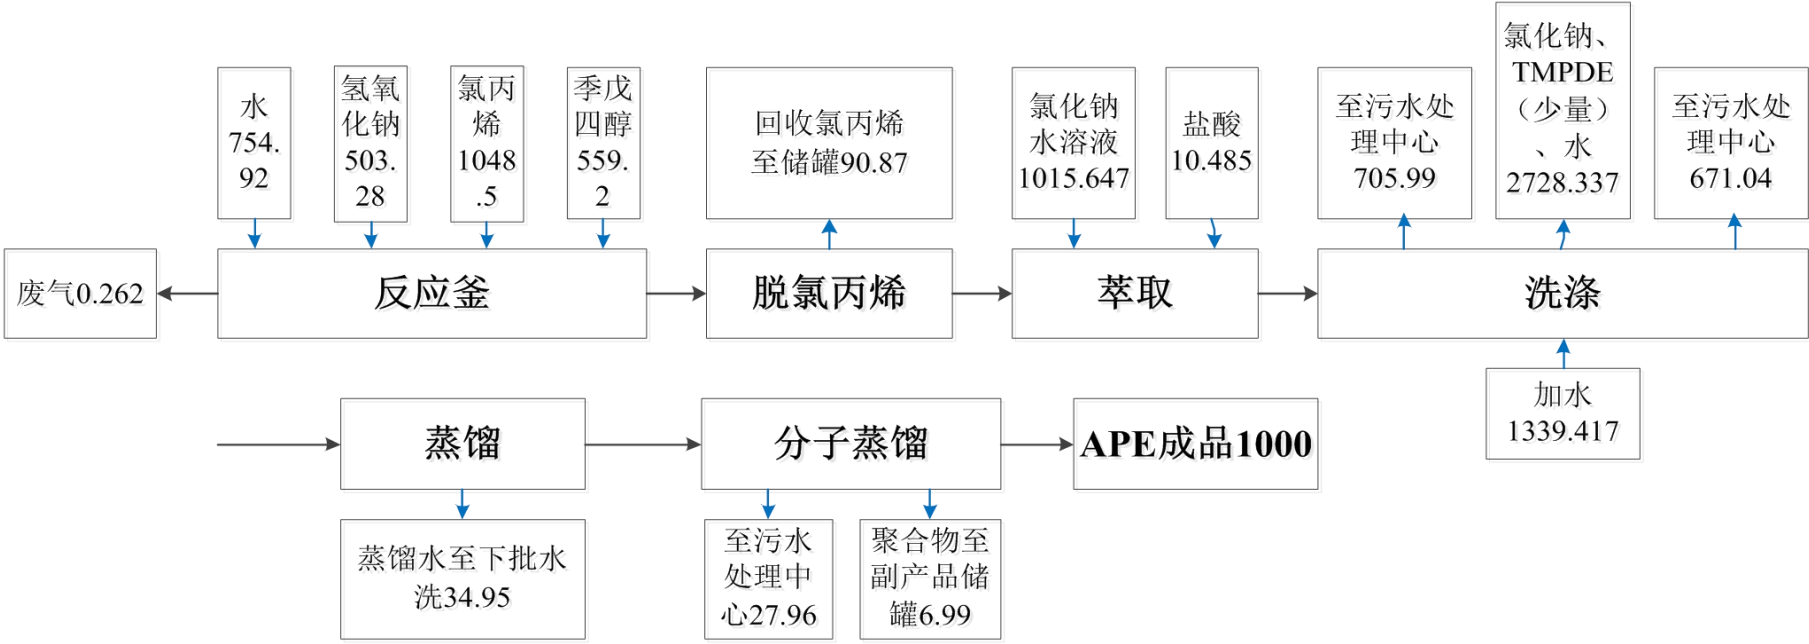 水
754.
92
氢氧
化钠
503.
28
氯丙
烯
1048
.5
季戊
四醇
559.
2
回收氯丙烯
至储罐90.87
氯化钠
水溶液
1015.647
盐酸
10.485
至污水处
理中心
705.99
氯化钠、
TMPDE
（少量）
、水
2728.337
至污水处
理中心
671.04
废气0.262
反应釜
脱氯丙烯
萃取
洗涤
加水
1339.417
蒸馏
分子蒸馏
APE成品1000
蒸馏水至下批水
洗34.95
至污水
处理中
心27.96
聚合物至
副产品储
罐6.99